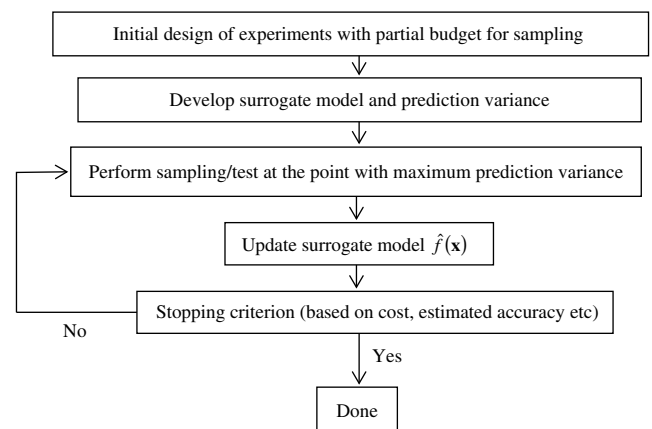 Initial design of experiments with partial budget for sampling
Develop surrogate model and prediction variance
Perform sampling/test at the point with maximum prediction variance
Update surrogate model f̂(x)
Stopping criterion (based on cost, estimated accuracy etc)
No
Yes
Done